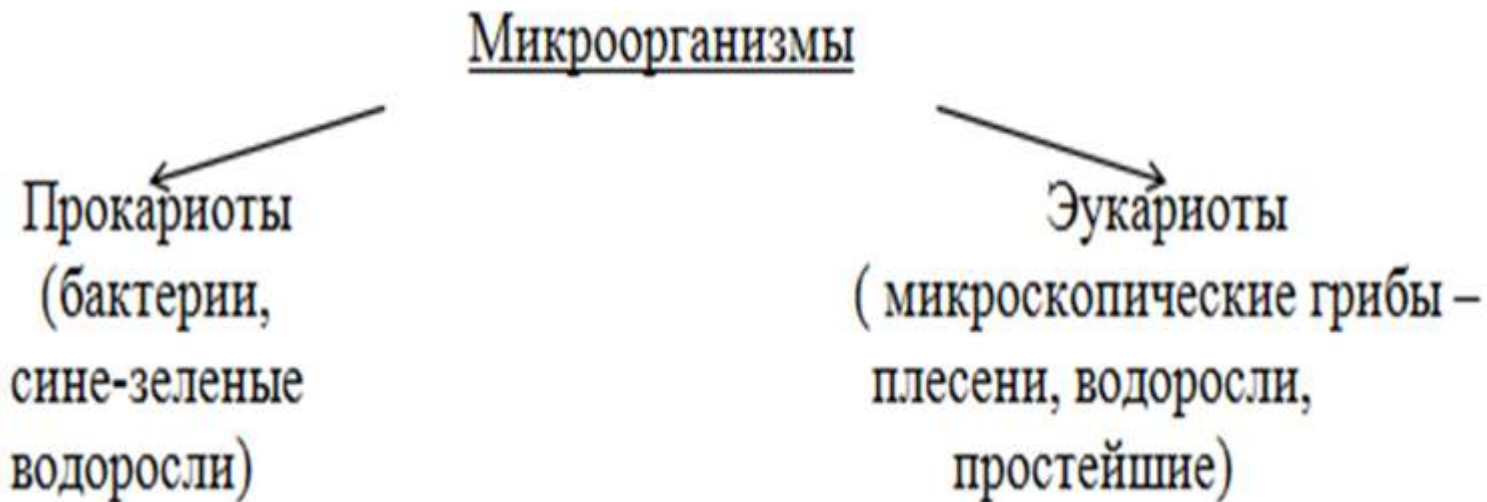 Микроорганизмы
Прокариоты
(бактерии,
сине-зеленые
водоросли)
Эукариоты
( микроскопические грибы –
плесени, водоросли,
простейшие)